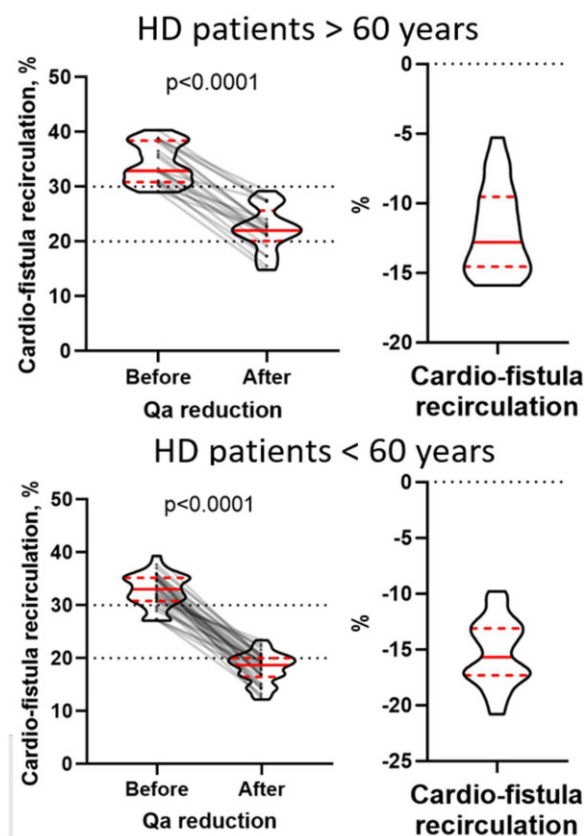 HD patients > 60 years
Cardio-fistula recirculation, %
50
40
30
20
10
0
p<0.0001
Before
After
Qa reduction
%
0
-5
-10
-15
-20
Cardio-fistula
recirculation
HD patients < 60 years
Cardio-fistula recirculation, %
50
40
30
20
10
0
p<0.0001
Before
After
Qa reduction
%
0
-5
-10
-15
-20
-25
Cardio-fistula
recirculation